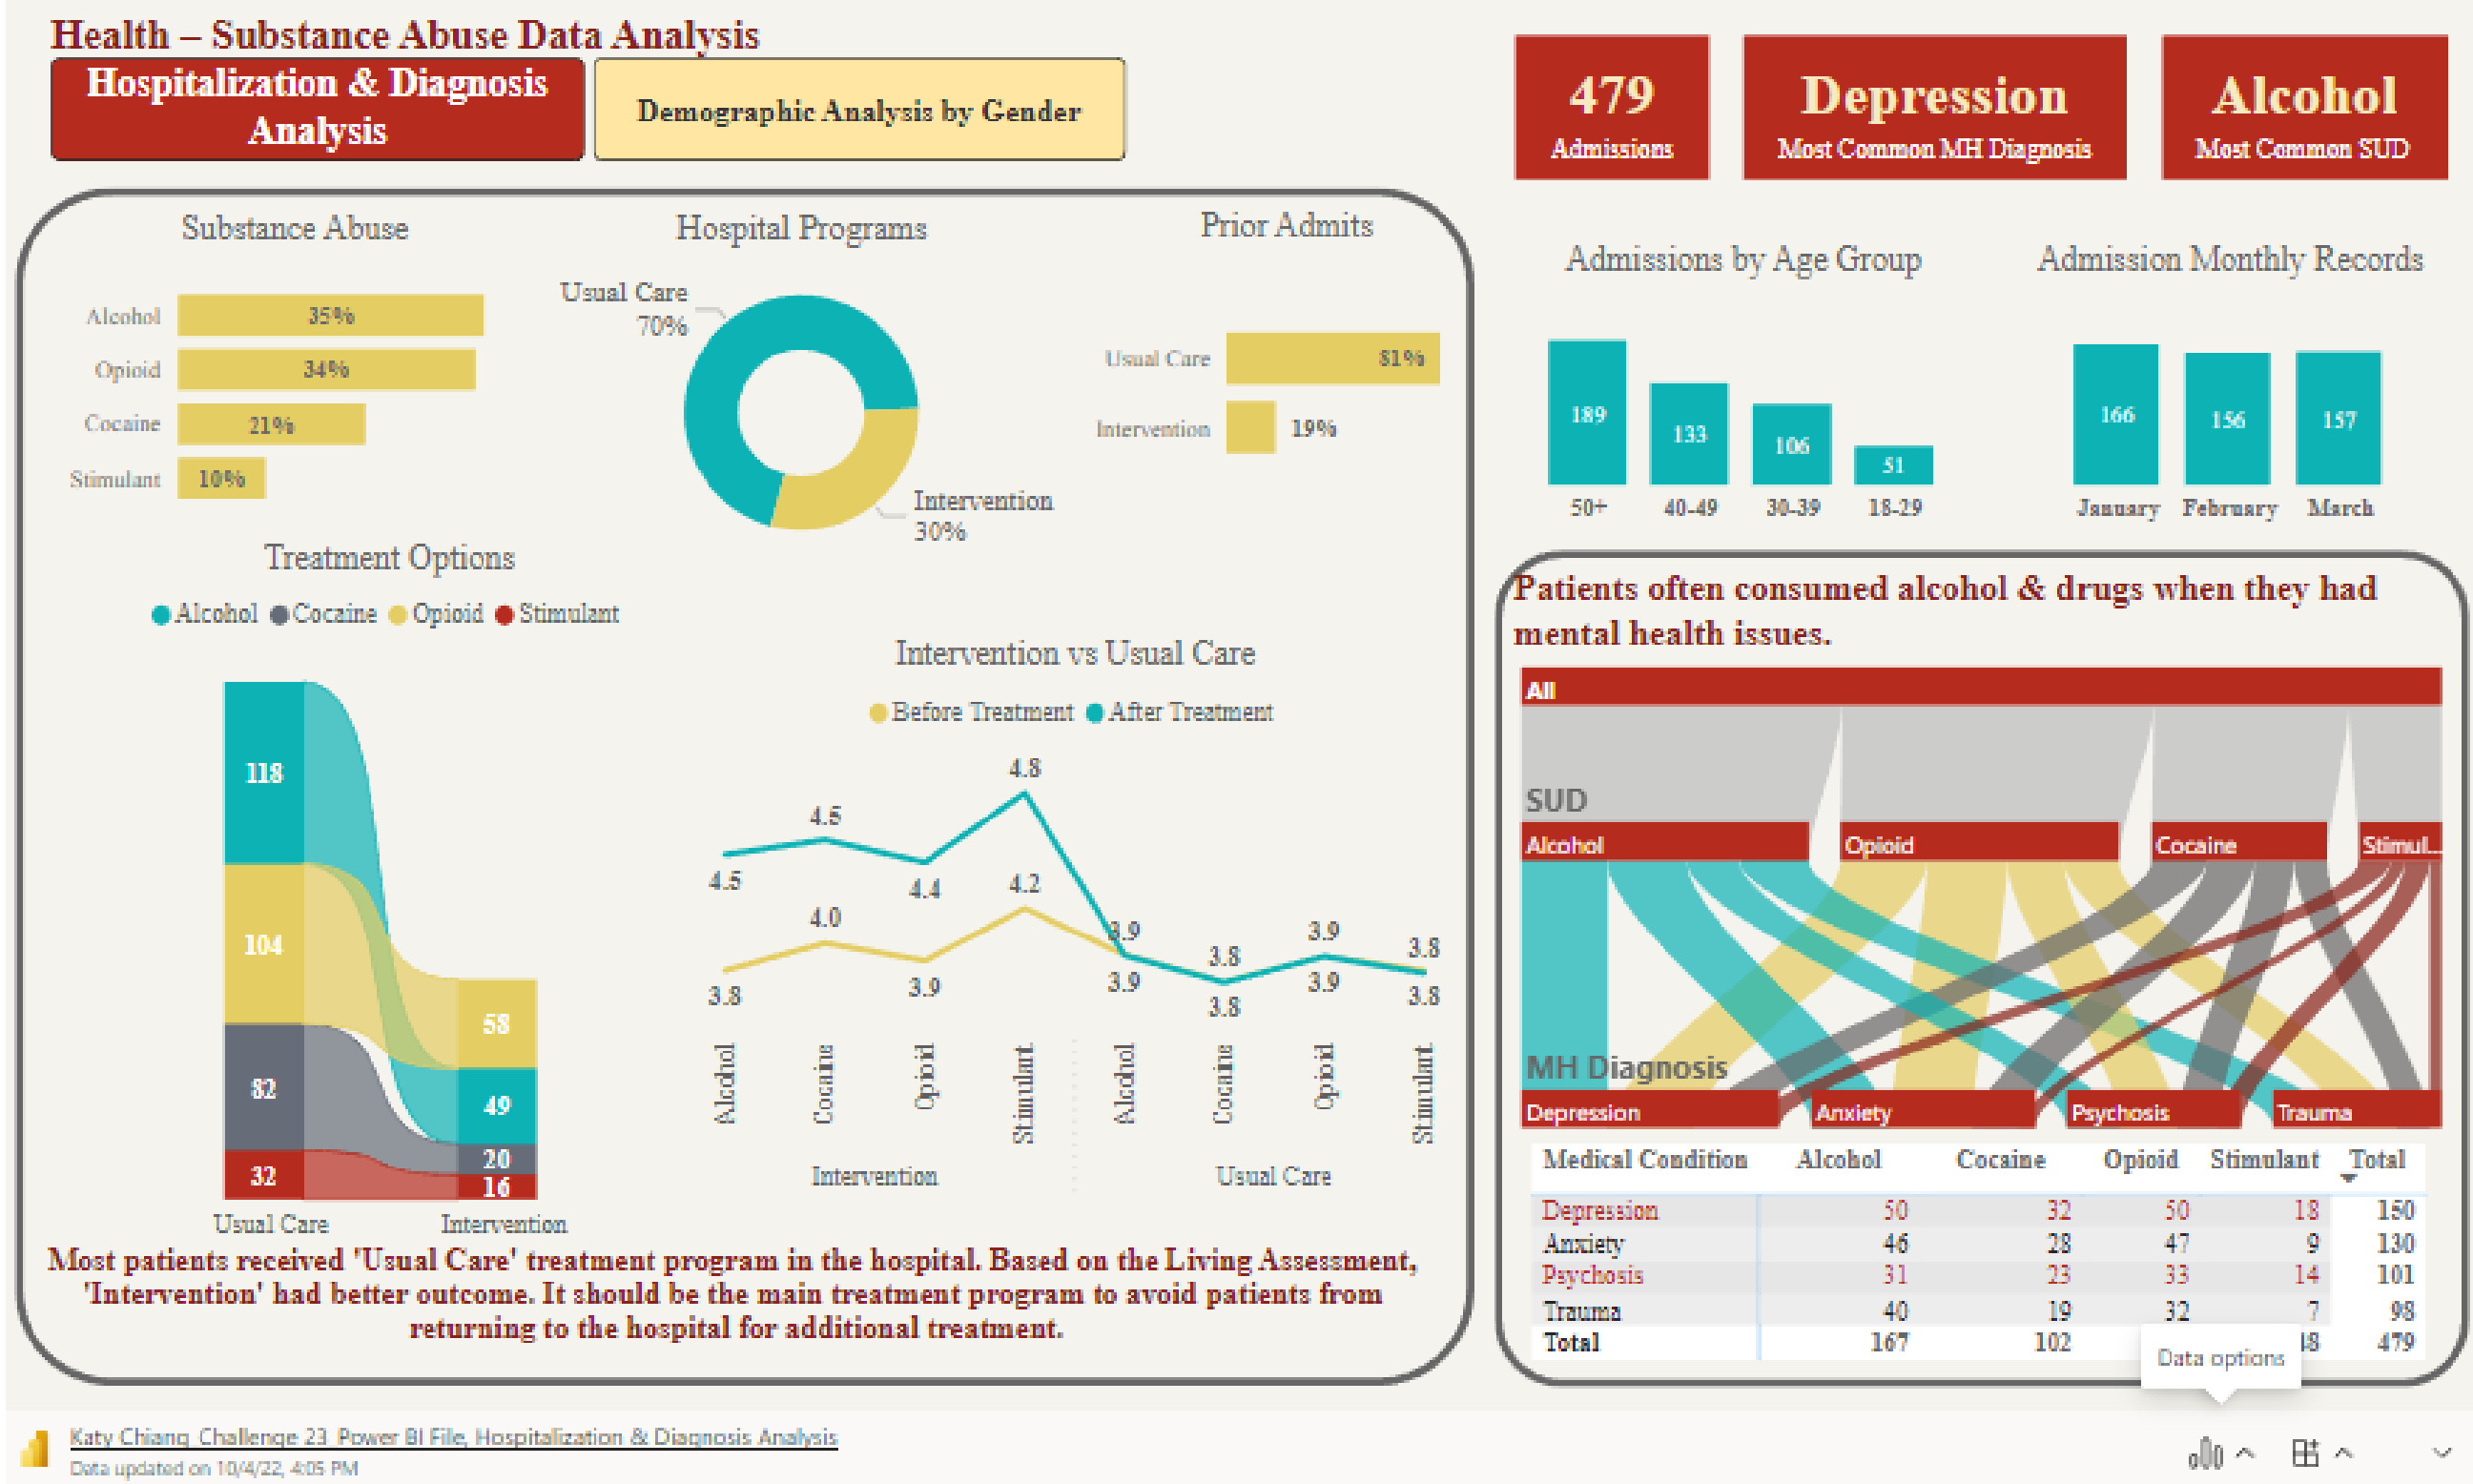 Health – Substance Abuse Data Analysis
Hospitalization & Diagnosis
Analysis
Demographic Analysis by Gender
479
Admissions
Depression
Most Common MH Diagnosis
Alcohol
Most Common SUD
Substance Abuse
Alcohol 35%
Opioid 34%
Cocaine 21%
Stimulant 10%
Hospital Programs
Usual Care
70%
Intervention
30%
Prior Admits
Usual Care 81%
Intervention 19%
Admissions by Age Group
189 133 106 51
50+ 40-49 30-39 18-29
Admission Monthly Records
166 156 157
January February March
Treatment Options
Alcohol Cocaine Opioid Stimulant
118
104
82
32
58
49
20
16
Usual Care Intervention
Intervention vs Usual Care
Before Treatment After Treatment
4.5 4.5 4.4 4.8 3.9 3.8 3.9 3.8
3.8 4.0 3.9 4.2 3.9 3.8 3.9 3.8
Alcohol Cocaine Opioid Stimulant Alcohol Cocaine Opioid Stimulant
Intervention Usual Care
Most patients received 'Usual Care' treatment program in the hospital. Based on the Living Assessment,
'Intervention' had better outcome. It should be the main treatment program to avoid patients from
returning to the hospital for additional treatment.
Patients often consumed alcohol & drugs when they had
mental health issues.
All
SUD
Alcohol Opioid Cocaine Stimul...
MH Diagnosis
Depression Anxiety Psychosis Trauma
Medical Condition Alcohol Cocaine Opioid Stimulant Total
Depression 50 32 50 18 150
Anxiety 46 28 47 9 130
Psychosis 31 23 33 14 101
Trauma 40 19 32 7 98
Total 167 102 48 479
Data options
Katy Chiang_Challenge 23_Power BI File, Hospitalization & Diagnosis Analysis
Data updated on 10/4/22, 4:05 PM